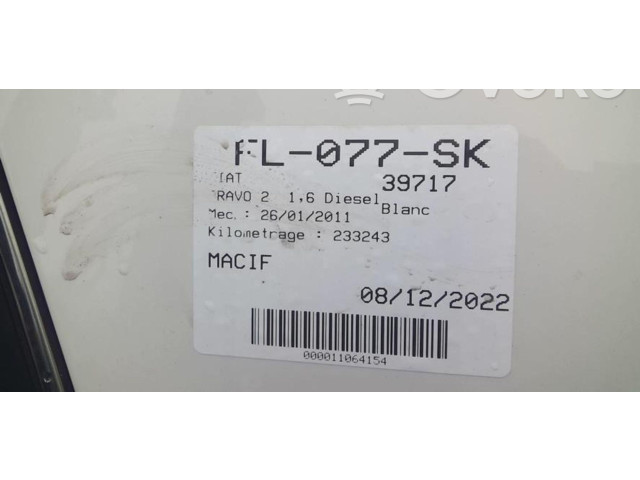 FL-077-SK
IAT 39717
RAVO 2 1,6 Diesel Blanc
Mec. : 26/01/2011
Kilometrage : 233243
MACIF
08/12/2022
000011064154